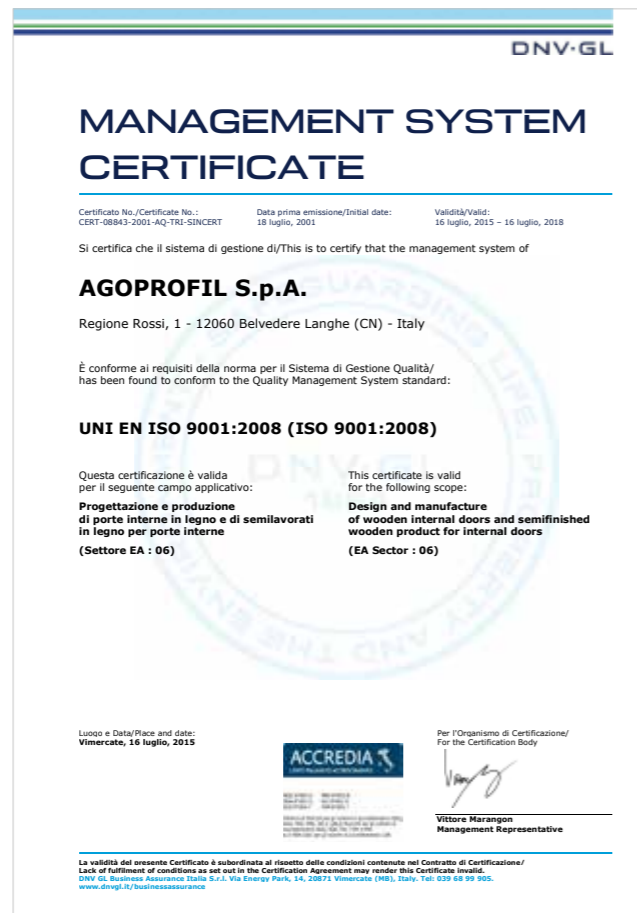 DNV·GL
MANAGEMENT SYSTEM
CERTIFICATE
Certificato No./Certificate No.:
CERT-08843-2001-AQ-TRI-SINCERT
Data prima emissione/Initial date:
18 luglio, 2001
Validità/Valid:
16 luglio, 2015 – 16 luglio, 2018
Si certifica che il sistema di gestione di/This is to certify that the management system of
AGOPROFIL S.p.A.
Regione Rossi, 1 - 12060 Belvedere Langhe (CN) - Italy
È conforme ai requisiti della norma per il Sistema di Gestione Qualità/
has been found to conform to the Quality Management System standard:
UNI EN ISO 9001:2008 (ISO 9001:2008)
Questa certificazione è valida
per il seguente campo applicativo:
Progettazione e produzione
di porte interne in legno e di semilavorati
in legno per porte interne
(Settore EA : 06)
This certificate is valid
for the following scope:
Design and manufacture
of wooden internal doors and semifinished
wooden product for internal doors
(EA Sector : 06)
DNV·GL
Luogo e Data/Place and date:
Vimercate, 16 luglio, 2015
ACCREDIA
Per l'Organismo di Certificazione/
For the Certification Body
Vittore Marangon
Management Representative
La validità del presente Certificato è subordinata al risoetto delle condizioni contenute nel Contratto di Certificazione/
Lack of fulfilment of conditions as set out in the Certification Agreement may render this Certificate invalid.
DNV GL Business Assurance Italia S.r.l. Via Energy Park, 14, 20871 Vimercate (MB), Italy. Tel: 039 68 99 905.
www.dnvgl.it/businessassurance